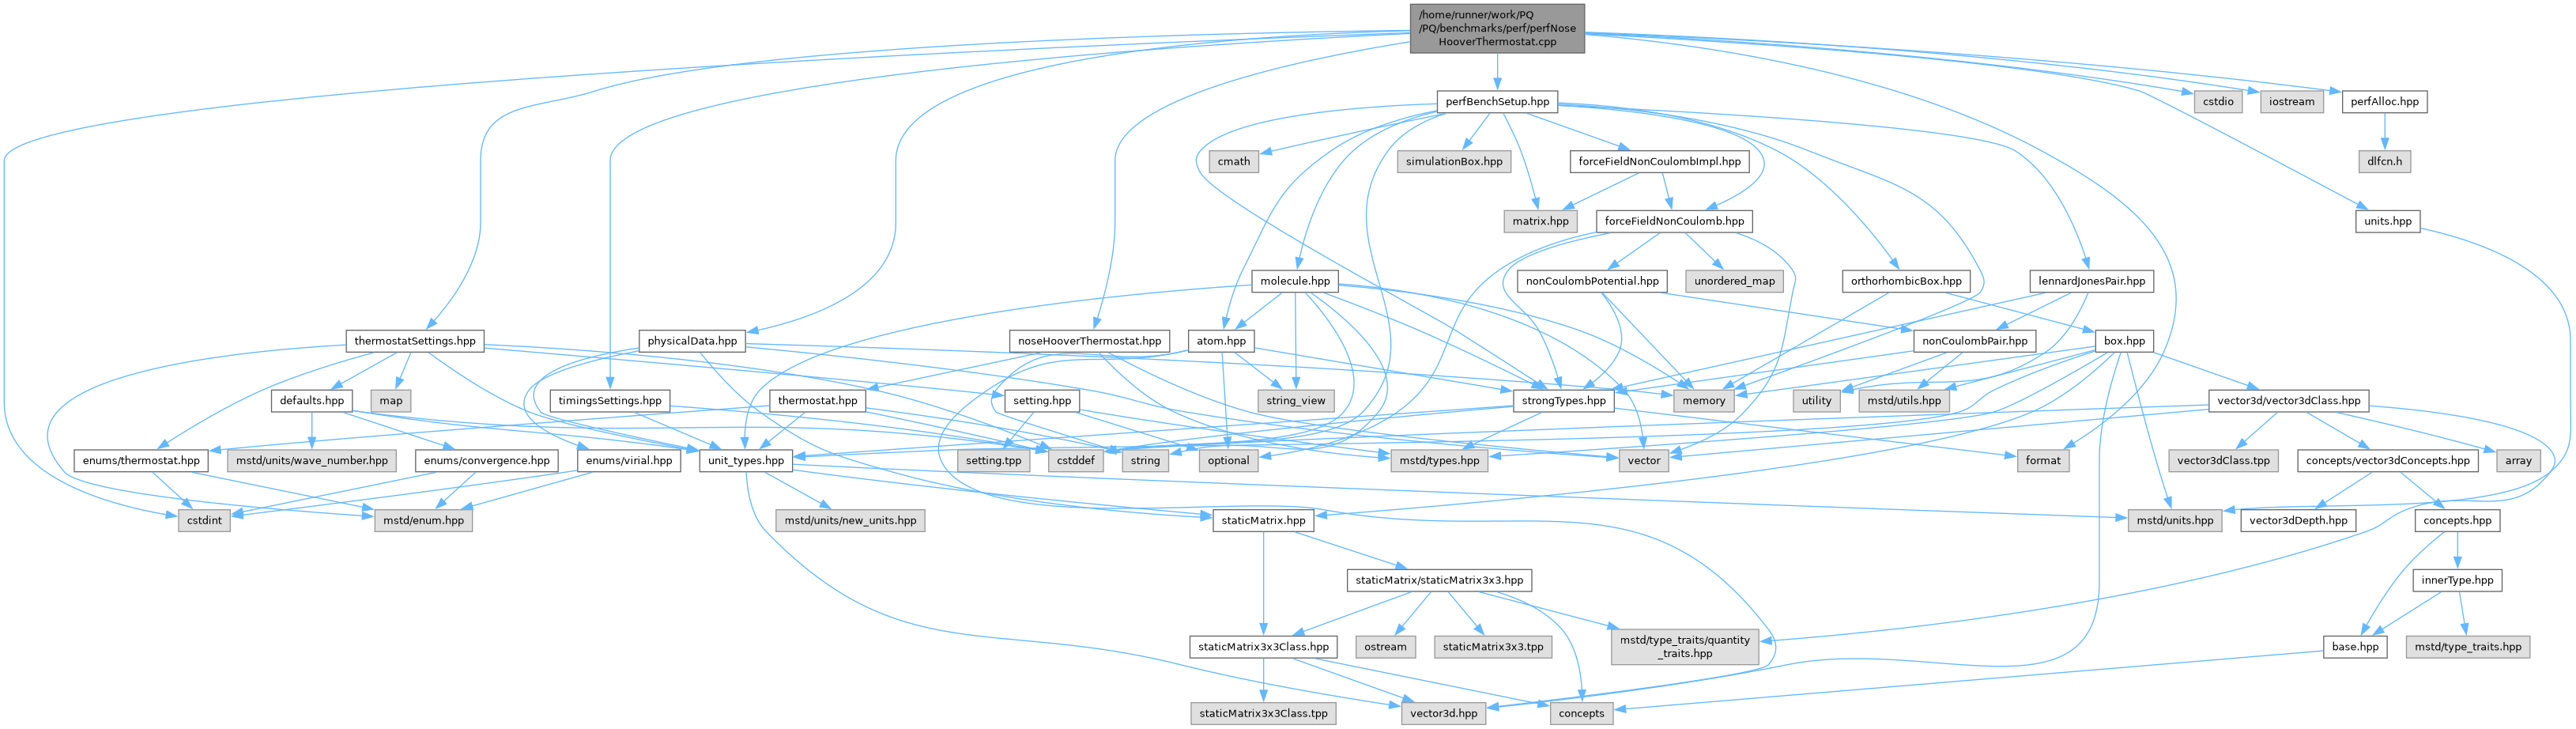 /home/runner/work/PQ
/PQ/benchmarks/perf/perfNose
HooverThermostat.cpp
perfBenchSetup.hpp
cstdio
iostream
perfAlloc.hpp
cmath
simulationBox.hpp
forceFieldNonCoulombImpl.hpp
dlfcn.h
matrix.hpp
forceFieldNonCoulomb.hpp
units.hpp
molecule.hpp
nonCoulombPotential.hpp
unordered_map
orthorhombicBox.hpp
lennardJonesPair.hpp
thermostatSettings.hpp
physicalData.hpp
noseHooverThermostat.hpp
atom.hpp
nonCoulombPair.hpp
box.hpp
defaults.hpp
map
timingsSettings.hpp
thermostat.hpp
setting.hpp
string_view
strongTypes.hpp
memory
utility
mstd/utils.hpp
vector3d/vector3dClass.hpp
enums/thermostat.hpp
mstd/units/wave_number.hpp
enums/convergence.hpp
enums/virial.hpp
unit_types.hpp
setting.tpp
cstddef
string
optional
mstd/types.hpp
vector
format
vector3dClass.tpp
concepts/vector3dConcepts.hpp
array
cstdint
mstd/enum.hpp
mstd/units/new_units.hpp
staticMatrix.hpp
mstd/units.hpp
vector3dDepth.hpp
concepts.hpp
staticMatrix/staticMatrix3x3.hpp
innerType.hpp
staticMatrix3x3Class.hpp
ostream
staticMatrix3x3.tpp
mstd/type_traits/quantity
_traits.hpp
base.hpp
mstd/type_traits.hpp
staticMatrix3x3Class.tpp
vector3d.hpp
concepts